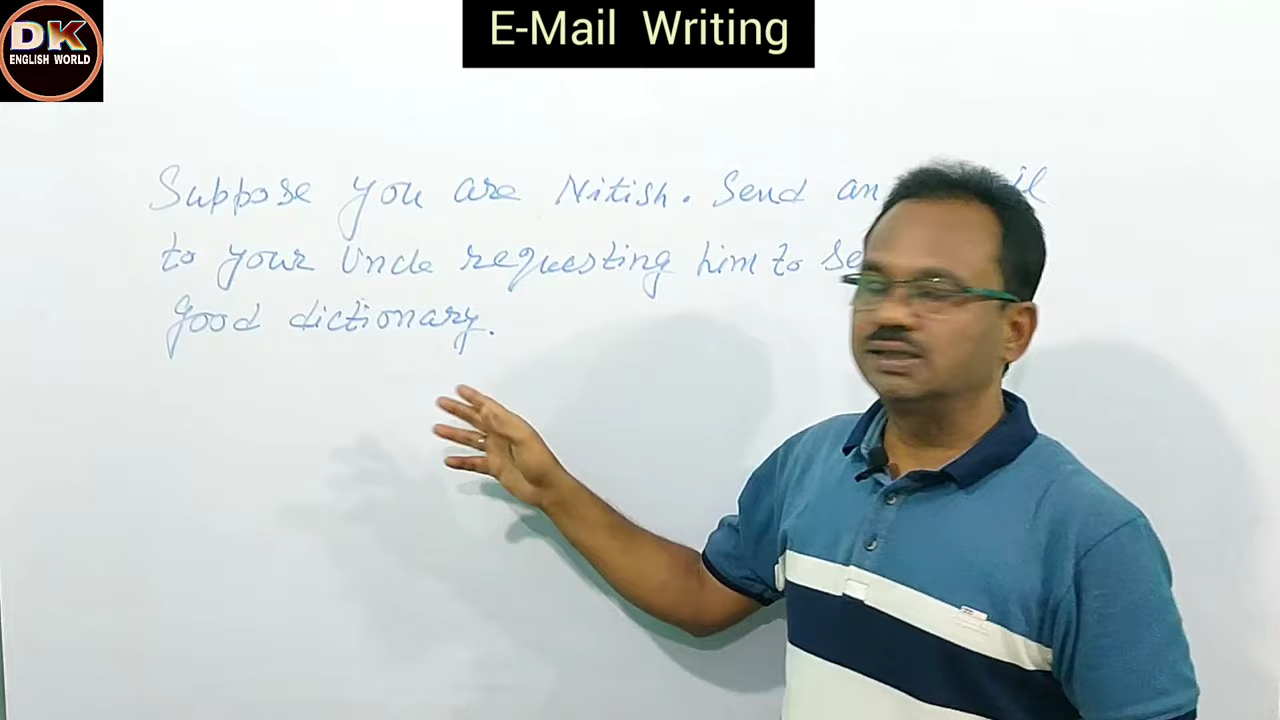 DK
ENGLISH WORLD
E-Mail Writing
Suppose you are Nitish. Send an
to your Uncle requesting him to
good dictionary.